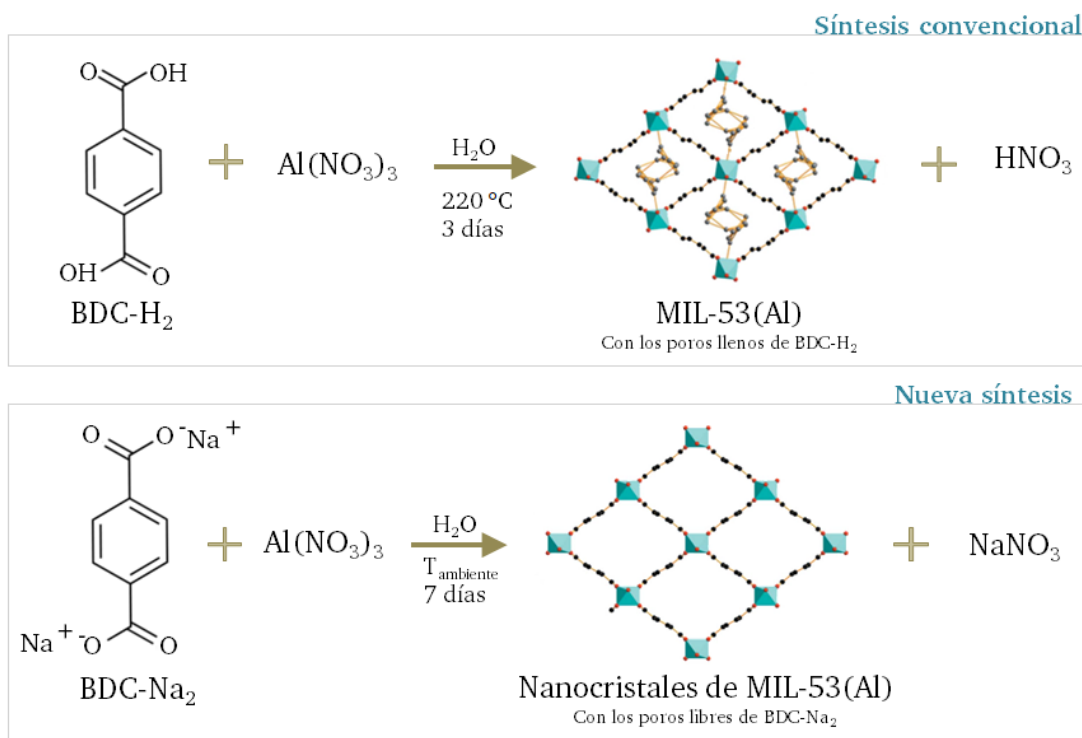 Síntesis convencional
O OH
+ Al(NO₃)₃ H₂O + HNO₃
220 °C
3 días
OH O
BDC-H₂ MIL-53(Al)
Con los poros llenos de BDC-H₂
Nueva síntesis
O O⁻Na⁺
+ Al(NO₃)₃ H₂O + NaNO₃
T ambiente
7 días
Na⁺⁻O O
BDC-Na₂ Nanocristales de MIL-53(Al)
Con los poros libres de BDC-Na₂